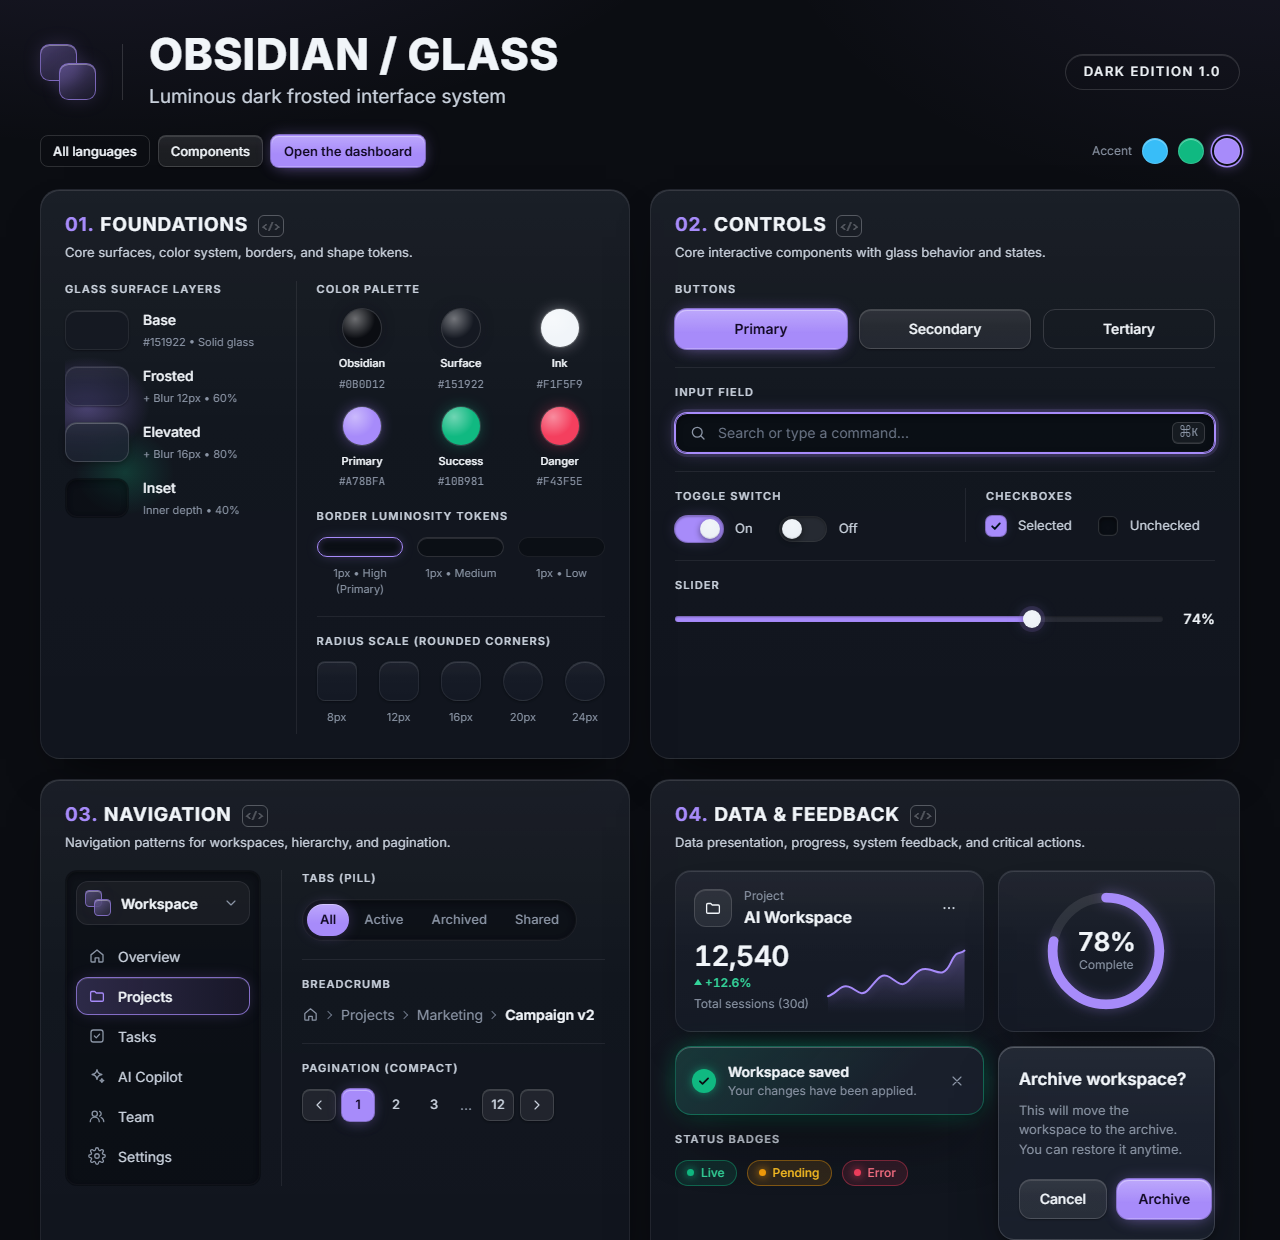 OBSIDIAN / GLASS
Luminous dark frosted interface system
DARK EDITION 1.0
All languages
Components
Open the dashboard
Accent
01. FOUNDATIONS </>
Core surfaces, color system, borders, and shape tokens.
GLASS SURFACE LAYERS
Base
#151922 • Solid glass
Frosted
+ Blur 12px • 60%
Elevated
+ Blur 16px • 80%
Inset
Inner depth • 40%
COLOR PALETTE
Obsidian
#0B0D12
Surface
#151922
Ink
#F1F5F9
Primary
#A78BFA
Success
#10B981
Danger
#F43F5E
BORDER LUMINOSITY TOKENS
1px • High
(Primary)
1px • Medium
1px • Low
RADIUS SCALE (ROUNDED CORNERS)
8px
12px
16px
20px
24px
02. CONTROLS </>
Core interactive components with glass behavior and states.
BUTTONS
Primary
Secondary
Tertiary
INPUT FIELD
Search or type a command...
⌘K
TOGGLE SWITCH
On
Off
CHECKBOXES
Selected
Unchecked
SLIDER
74%
03. NAVIGATION </>
Navigation patterns for workspaces, hierarchy, and pagination.
Workspace
Overview
Projects
Tasks
AI Copilot
Team
Settings
TABS (PILL)
All
Active
Archived
Shared
BREADCRUMB
Projects
Marketing
Campaign v2
PAGINATION (COMPACT)
1
2
3
...
12
04. DATA & FEEDBACK </>
Data presentation, progress, system feedback, and critical actions.
Project
AI Workspace
12,540
+12.6%
Total sessions (30d)
78%
Complete
Workspace saved
Your changes have been applied.
STATUS BADGES
Live
Pending
Error
Archive workspace?
This will move the
workspace to the archive.
You can restore it anytime.
Cancel
Archive